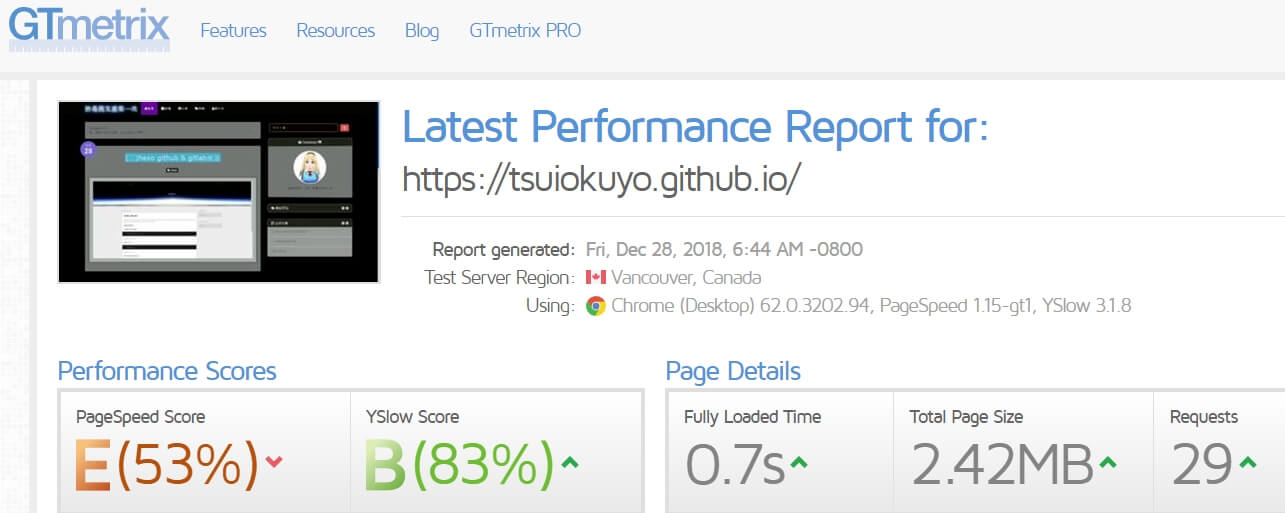 GTmetrix
Features Resources Blog GTmetrix PRO
28
Latest Performance Report for:
https://tsuiokuyo.github.io/
Report generated: Fri, Dec 28, 2018, 6:44 AM -0800
Test Server Region: Vancouver, Canada
Using: Chrome (Desktop) 62.0.3202.94, PageSpeed 1.15-gt1, YSlow 3.1.8
Performance Scores
PageSpeed Score
E(53%)
YSlow Score
B(83%)
Page Details
Fully Loaded Time
0.7s
Total Page Size
2.42MB
Requests
29